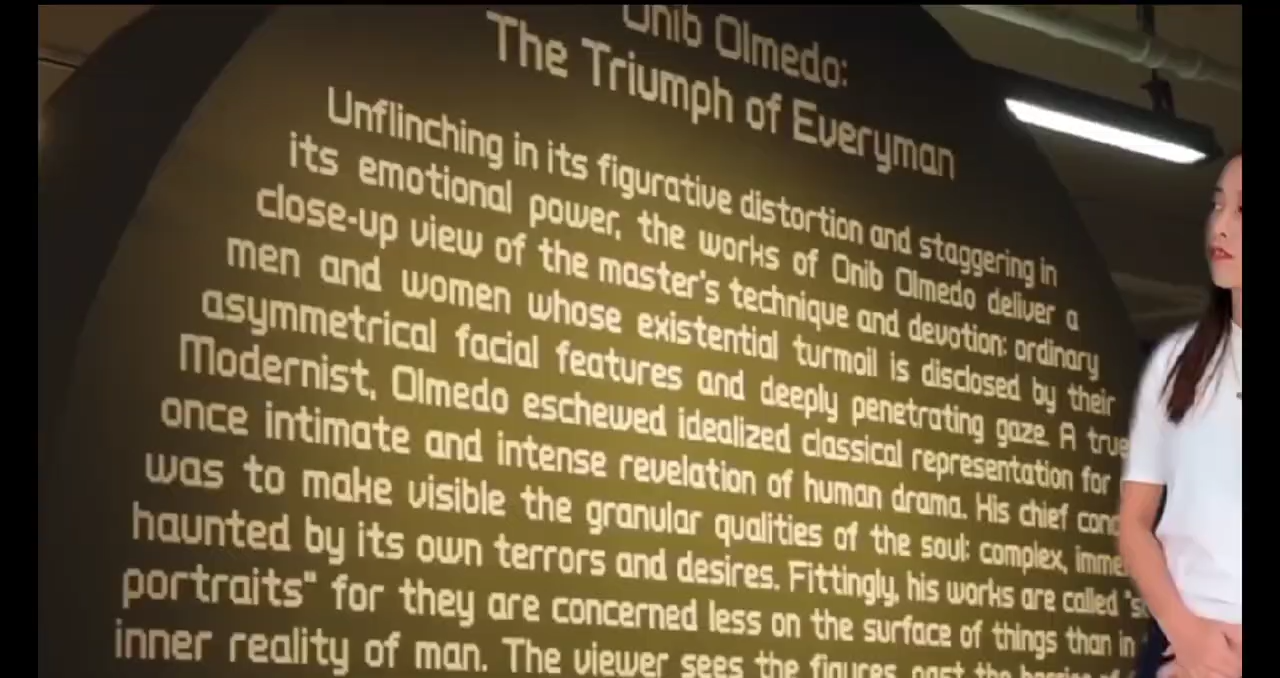 Onib Olmedo:
The Triumph of Everyman
Unflinching in its figurative distortion and staggering in
its emotional power, the works of Onib Olmedo deliver a
close-up view of the master's technique and devotion: ordinary
men and women whose existential turmoil is disclosed by their
asymmetrical facial features and deeply penetrating gaze. A true
Modernist, Olmedo eschewed idealized classical representation for
once intimate and intense revelation of human drama. His chief
was to make visible the granular qualities of the soul: complex,
haunted by its own terrors and desires. Fittingly, his works are called
portraits" for they are concerned less on the surface of things than in
inner reality of man. The viewer sees the figures, past the